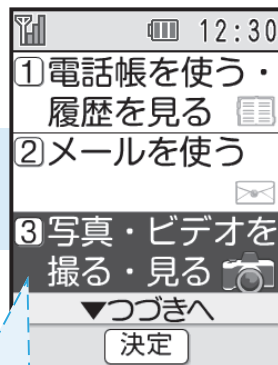 12:30
1電話帳を使う・
履歴を見る
2メールを使う
3写真・ビデオを
撮る・見る
▼つづきへ
決定